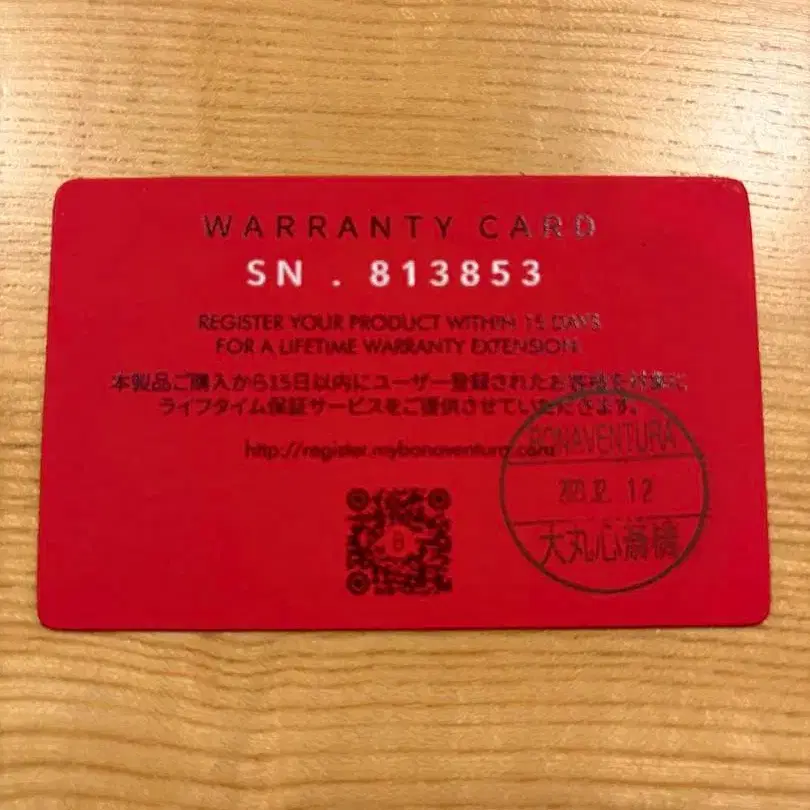 WARRANTY CARD
SN . 813853
REGISTER YOUR PRODUCT WITHIN 15 DAYS
FOR A LIFETIME WARRANTY EXTENSION
本製品ご購入から15日以内にユーザー登録されたお客様を対象に
ライフタイム保証サービスをご提供させていただきます。
http://register.mybonaventura.com
BONAVENTURA
12
大丸心斎橋